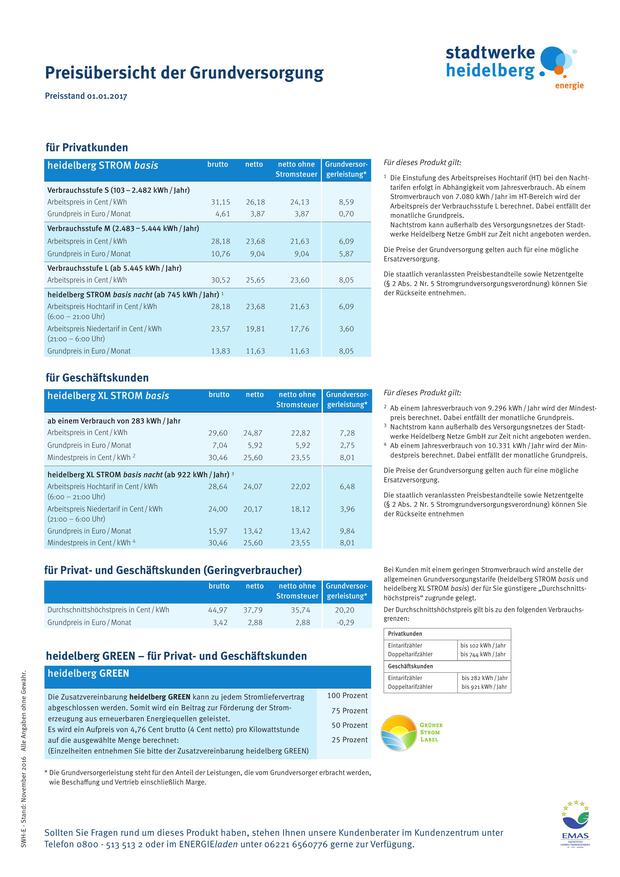 stadtwerke
heidelberg
energie
Preisübersicht der Grundversorgung
Preisstand 01.01.2017
für Privatkunden
heidelberg STROM basis brutto netto netto ohne Stromsteuer Grundversor- gerleistung*
Verbrauchsstufe S (103 – 2.482 kWh / Jahr)
Arbeitspreis in Cent / kWh 31,15 26,18 24,13 8,59
Grundpreis in Euro / Monat 4,61 3,87 3,87 0,70
Verbrauchsstufe M (2.483 – 5.444 kWh / Jahr)
Arbeitspreis in Cent / kWh 28,18 23,68 21,63 6,09
Grundpreis in Euro / Monat 10,76 9,04 9,04 5,87
Verbrauchsstufe L (ab 5.445 kWh / Jahr)
Arbeitspreis in Cent / kWh 30,52 25,65 23,60 8,05
heidelberg STROM basis nacht (ab 745 kWh / Jahr) 1
Arbeitspreis Hochtarif in Cent / kWh 28,18 23,68 21,63 6,09
(6:00 – 21:00 Uhr)
Arbeitspreis Niedertarif in Cent / kWh 23,57 19,81 17,76 3,60
(21:00 – 6:00 Uhr)
Grundpreis in Euro / Monat 13,83 11,63 11,63 8,05
Für dieses Produkt gilt:
1 Die Einstufung des Arbeitspreises Hochtarif (HT) bei den Nacht-
tarifen erfolgt in Abhängigkeit vom Jahresverbrauch. Ab einem
Stromverbrauch von 7.080 kWh / Jahr im HT-Bereich wird der
Arbeitspreis der Verbrauchsstufe L berechnet. Dabei entfällt der
monatliche Grundpreis.
Nachtstrom kann außerhalb des Versorgungsnetzes der Stadt-
werke Heidelberg Netze GmbH zur Zeit nicht angeboten werden.
Die Preise der Grundversorgung gelten auch für eine mögliche
Ersatzversorgung.
Die staatlich veranlassten Preisbestandteile sowie Netzentgelte
(§ 2 Abs. 2 Nr. 5 Stromgrundversorgungsverordnung) können Sie
der Rückseite entnehmen.
für Geschäftskunden
heidelberg XL STROM basis brutto netto netto ohne Stromsteuer Grundversor- gerleistung*
ab einem Verbrauch von 283 kWh / Jahr
Arbeitspreis in Cent / kWh 29,60 24,87 22,82 7,28
Grundpreis in Euro / Monat 7,04 5,92 5,92 2,75
Mindestpreis in Cent / kWh 2 30,46 25,60 23,55 8,01
heidelberg XL STROM basis nacht (ab 922 kWh / Jahr) 3
Arbeitspreis Hochtarif in Cent / kWh 28,64 24,07 22,02 6,48
(6:00 – 21:00 Uhr)
Arbeitspreis Niedertarif in Cent / kWh 24,00 20,17 18,12 3,96
(21:00 – 6:00 Uhr)
Grundpreis in Euro / Monat 15,97 13,42 13,42 9,84
Mindestpreis in Cent / kWh 4 30,46 25,60 23,55 8,01
Für dieses Produkt gilt:
2 Ab einem Jahresverbrauch von 9.296 kWh / Jahr wird der Mindest-
preis berechnet. Dabei entfällt der monatliche Grundpreis.
3 Nachtstrom kann außerhalb des Versorgungsnetzes der Stadt-
werke Heidelberg Netze GmbH zur Zeit nicht angeboten werden.
4 Ab einem Jahresverbrauch von 10.331 kWh / Jahr wird der Min-
destpreis berechnet. Dabei entfällt der monatliche Grundpreis.
Die Preise der Grundversorgung gelten auch für eine mögliche
Ersatzversorgung.
Die staatlich veranlassten Preisbestandteile sowie Netzentgelte
(§ 2 Abs. 2 Nr. 5 Stromgrundversorgungsverordnung) können Sie
der Rückseite entnehmen
für Privat- und Geschäftskunden (Geringverbraucher)
brutto netto netto ohne Stromsteuer Grundversor- gerleistung*
Durchschnittshöchstpreis in Cent / kWh 44,97 37,79 35,74 20,20
Grundpreis in Euro / Monat 3,42 2,88 2,88 -0,29
Bei Kunden mit einem geringen Stromverbrauch wird anstelle der
allgemeinen Grundversorgungstarife (heidelberg STROM basis und
heidelberg XL STROM basis) der für Sie günstigere „Durchschnitts-
höchstpreis“ zugrunde gelegt.
Der Durchschnittshöchstpreis gilt bis zu den folgenden Verbrauchs-
grenzen:
Privatkunden
Eintarifzähler bis 102 kWh / Jahr
Doppeltarifzähler bis 744 kWh / Jahr
Geschäftskunden
Eintarifzähler bis 282 kWh / Jahr
Doppeltarifzähler bis 921 kWh / Jahr
heidelberg GREEN – für Privat- und Geschäftskunden
heidelberg GREEN
Die Zusatzvereinbarung heidelberg GREEN kann zu jedem Stromliefervertrag
abgeschlossen werden. Somit wird ein Beitrag zur Förderung der Strom-
erzeugung aus erneuerbaren Energiequellen geleistet.
Es wird ein Aufpreis von 4,76 Cent brutto (4 Cent netto) pro Kilowattstunde
auf die ausgewählte Menge berechnet:
(Einzelheiten entnehmen Sie bitte der Zusatzvereinbarung heidelberg GREEN)
100 Prozent
75 Prozent
50 Prozent
25 Prozent
GRÜNER
STROM
LABEL
* Die Grundversorgerleistung steht für den Anteil der Leistungen, die vom Grundversorger erbracht werden,
wie Beschaffung und Vertrieb einschließlich Marge.
SWH-E - Stand: November 2016 Alle Angaben ohne Gewähr.
Sollten Sie Fragen rund um dieses Produkt haben, stehen Ihnen unsere Kundenberater im Kundenzentrum unter
Telefon 0800 - 513 513 2 oder im ENERGIEladen unter 06221 6560776 gerne zur Verfügung.
EMAS